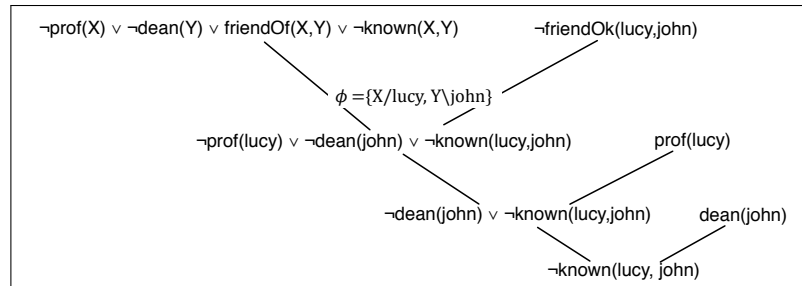 ¬prof(X) ∨ ¬dean(Y) ∨ friendOf(X,Y) ∨ ¬known(X,Y) ¬friendOk(lucy,john)
ϕ ={X/lucy, Y\john}
¬prof(lucy) ∨ ¬dean(john) ∨ ¬known(lucy,john) prof(lucy)
¬dean(john) ∨ ¬known(lucy,john) dean(john)
¬known(lucy, john)